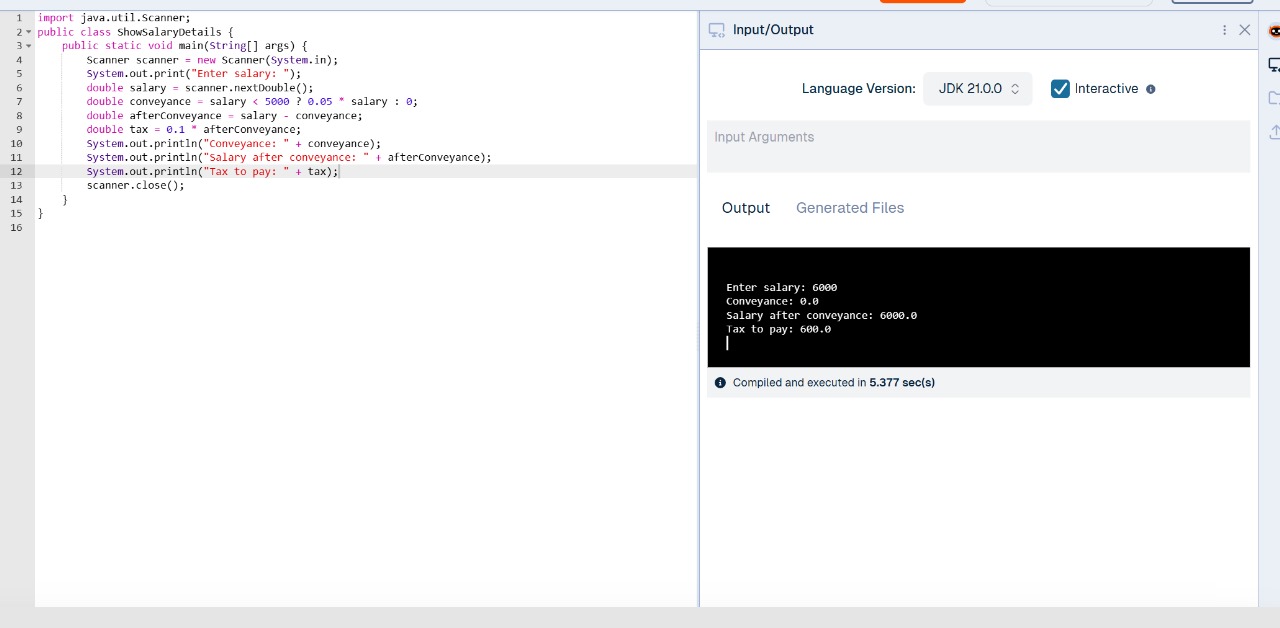 1 import java.util.Scanner;
2 public class ShowSalaryDetails {
3 public static void main(String[] args) {
4 Scanner scanner = new Scanner(System.in);
5 System.out.print("Enter salary: ");
6 double salary = scanner.nextDouble();
7 double conveyance = salary < 5000 ? 0.05 * salary : 0;
8 double afterConveyance = salary - conveyance;
9 double tax = 0.1 * afterConveyance;
10 System.out.println("Conveyance: " + conveyance);
11 System.out.println("Salary after conveyance: " + afterConveyance);
12 System.out.println("Tax to pay: " + tax);
13 scanner.close();
14 }
15 }
16
Input/Output
Language Version: JDK 21.0.0 Interactive
Input Arguments
Output Generated Files
Enter salary: 6000
Conveyance: 0.0
Salary after conveyance: 6000.0
Tax to pay: 600.0
Compiled and executed in 5.377 sec(s)